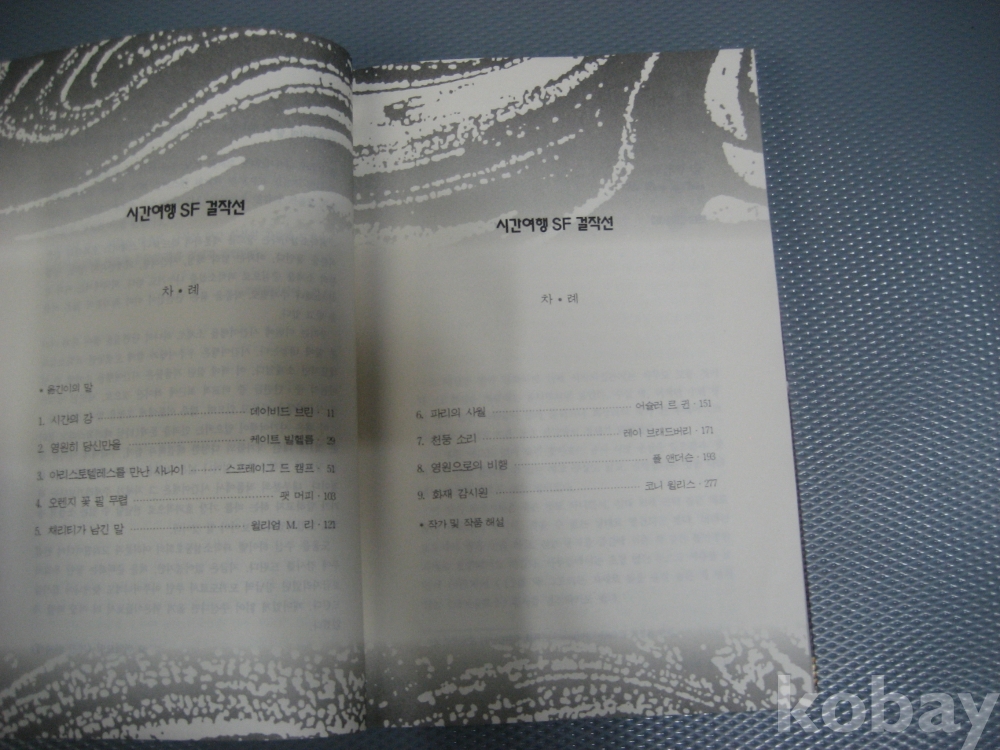 시간여행 SF 걸작선
차 • 례
• 옮긴이의 말
1. 시간의 강 ········ 데이비드 브린 · 11
2. 영원히 당신만을 ········ 케이트 빌헬름 · 29
3. 아리스토텔레스를 만난 사나이 ········ 스프레이그 드 캠프 · 51
4. 오렌지 꽃 필 무렵 ········ 팻 머피 · 103
5. 채리티가 남긴 말 ········ 윌리엄 M. 리 · 121
시간여행 SF 걸작선
차 • 례
6. 파리의 사월 ········ 어슐러 르 귄 · 151
7. 천둥 소리 ········ 레이 브래드버리 · 171
8. 영원으로의 비행 ········ 폴 앤더슨 · 193
9. 화재 감시원 ········ 코니 윌리스 · 277
• 작가 및 작품 해설
kobay